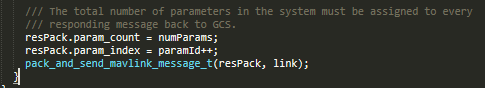 /// The total number of parameters in the system must be assigned to every
/// responding message back to GCS.
resPack.param_count = numParams;
resPack.param_index = paramId++;
pack_and_send_mavlink_message_t(resPack, link);
}